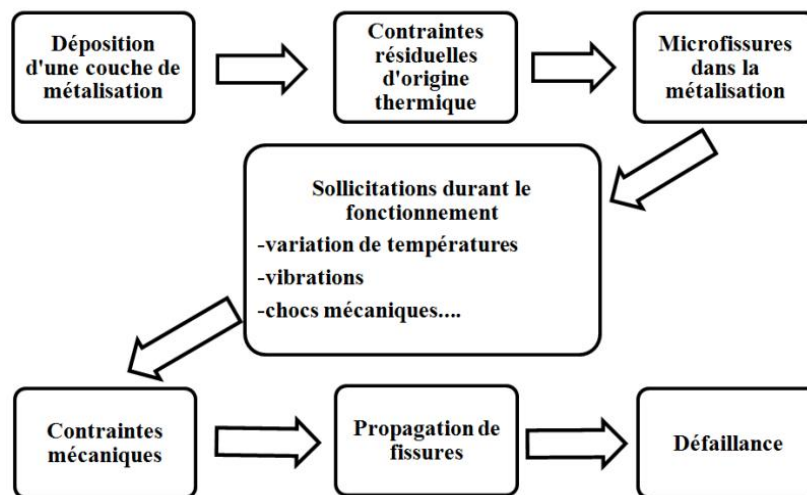 Déposition
d'une couche de
métalisation
Contraintes
résiduelles
d'origine
thermique
Microfissures
dans la
métalisation
Sollicitations durant le
fonctionnement
-variation de températures
-vibrations
-chocs mécaniques....
Contraintes
mécaniques
Propagation de
fissures
Défaillance